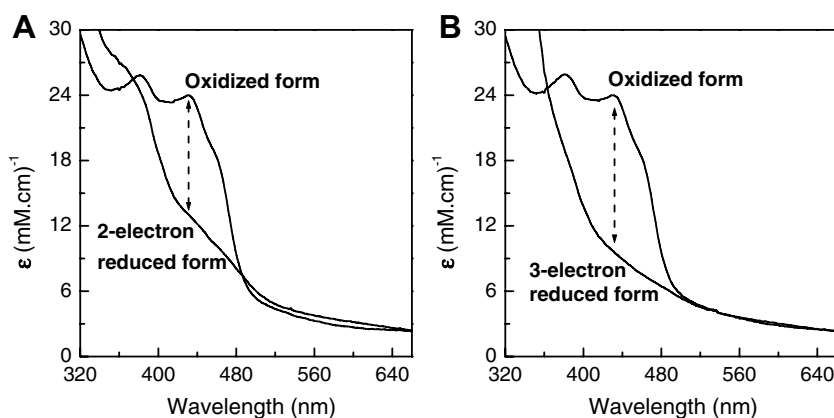 A
30
24
18
12
6
0
ε (mM.cm)⁻¹
Oxidized form
2-electron
reduced form
320
400
480
560
640
Wavelength (nm)
B
30
24
18
12
6
0
ε (mM.cm)⁻¹
Oxidized form
3-electron
reduced form
320
400
480
560
640
Wavelength (nm)